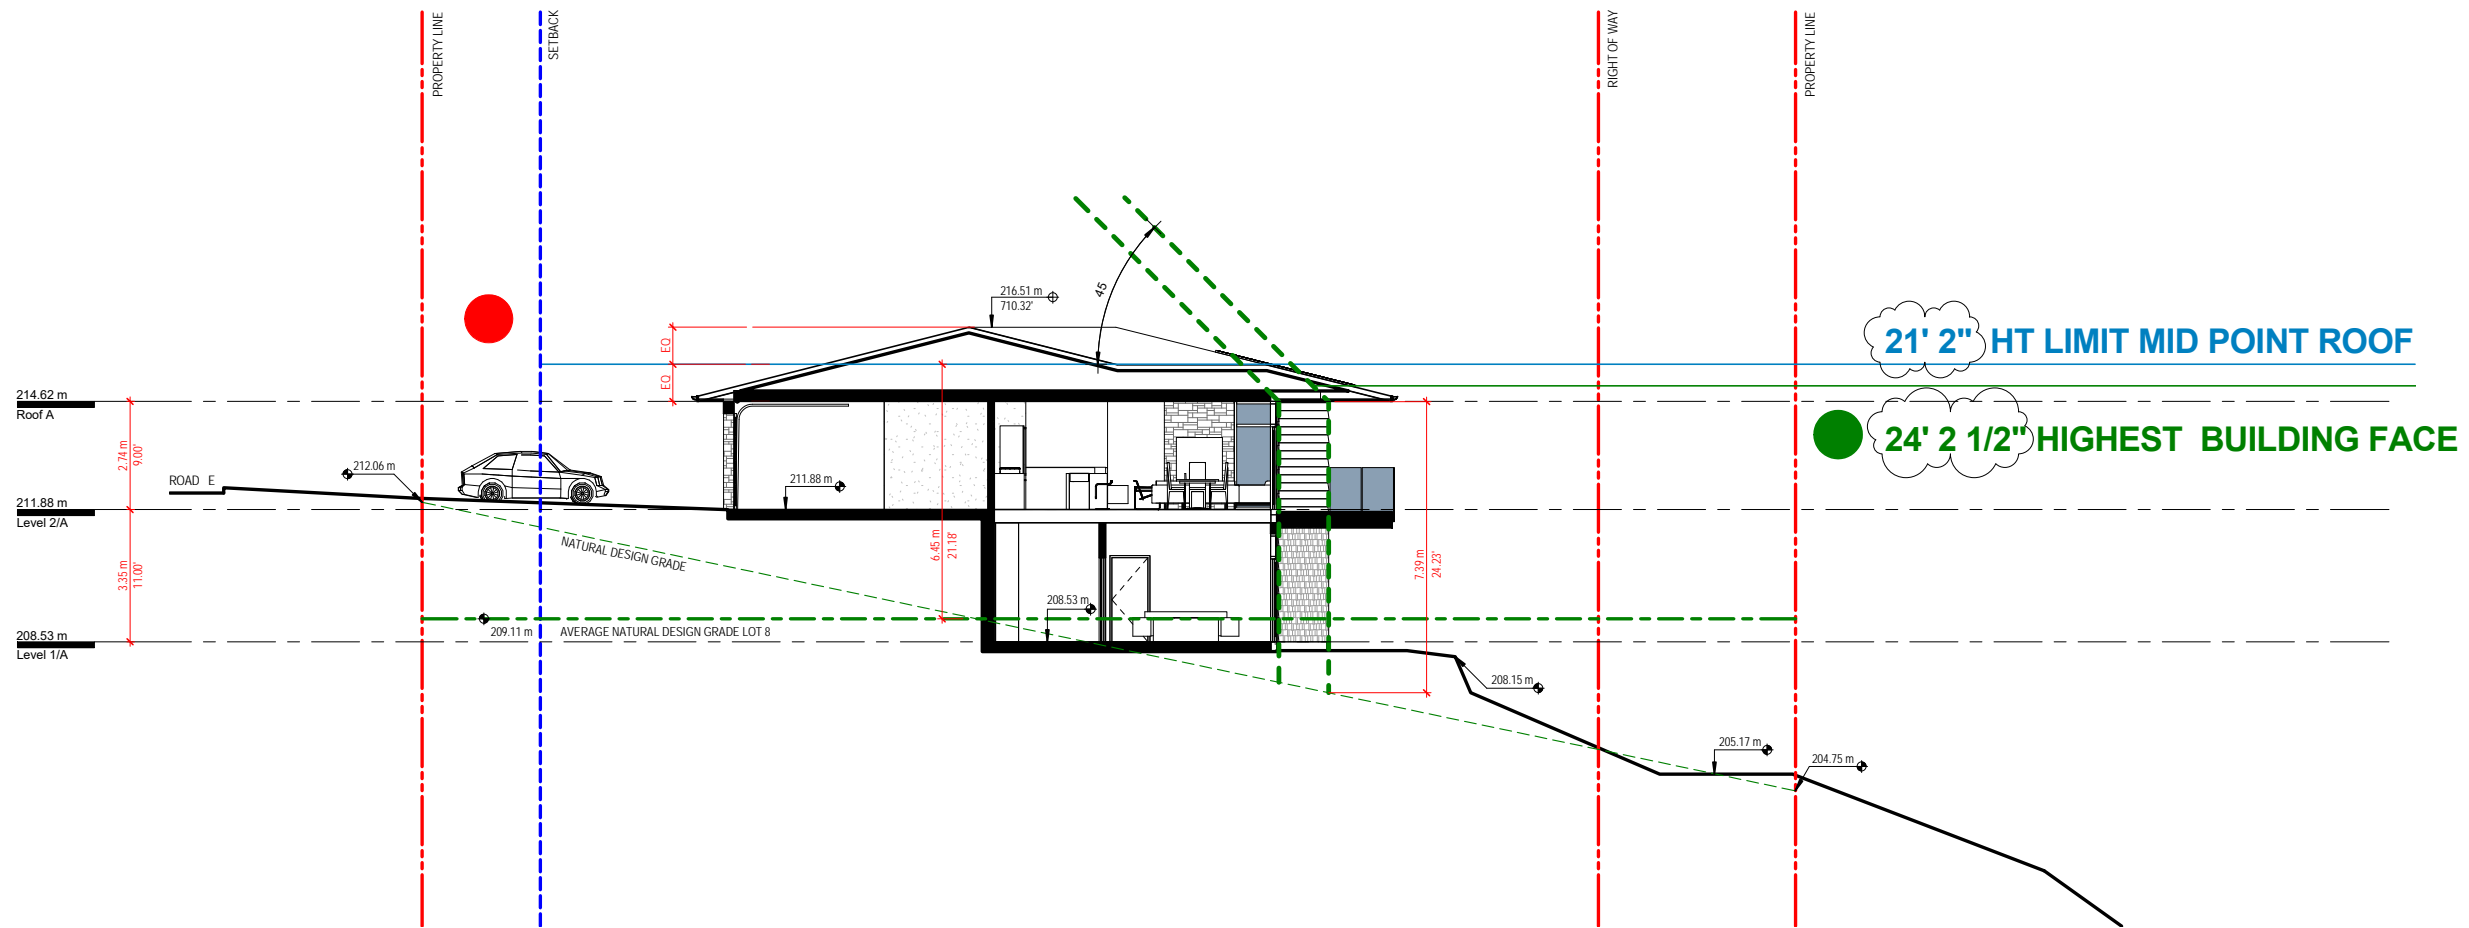 PROPERTY LINE
SETBACK
RIGHT OF WAY
PROPERTY LINE
45
216.51 m
710.32'
EQ
EQ
21' 2" HT LIMIT MID POINT ROOF
24' 2 1/2" HIGHEST BUILDING FACE
214.62 m
Roof A
2.74 m
9.00'
212.06 m
ROAD E
211.88 m
211.88 m
Level 2/A
NATURAL DESIGN GRADE
6.45 m
21.18'
3.35 m
11.00'
7.39 m
24.23'
208.53 m
209.11 m
AVERAGE NATURAL DESIGN GRADE LOT 8
208.53 m
Level 1/A
208.15 m
205.17 m
204.75 m